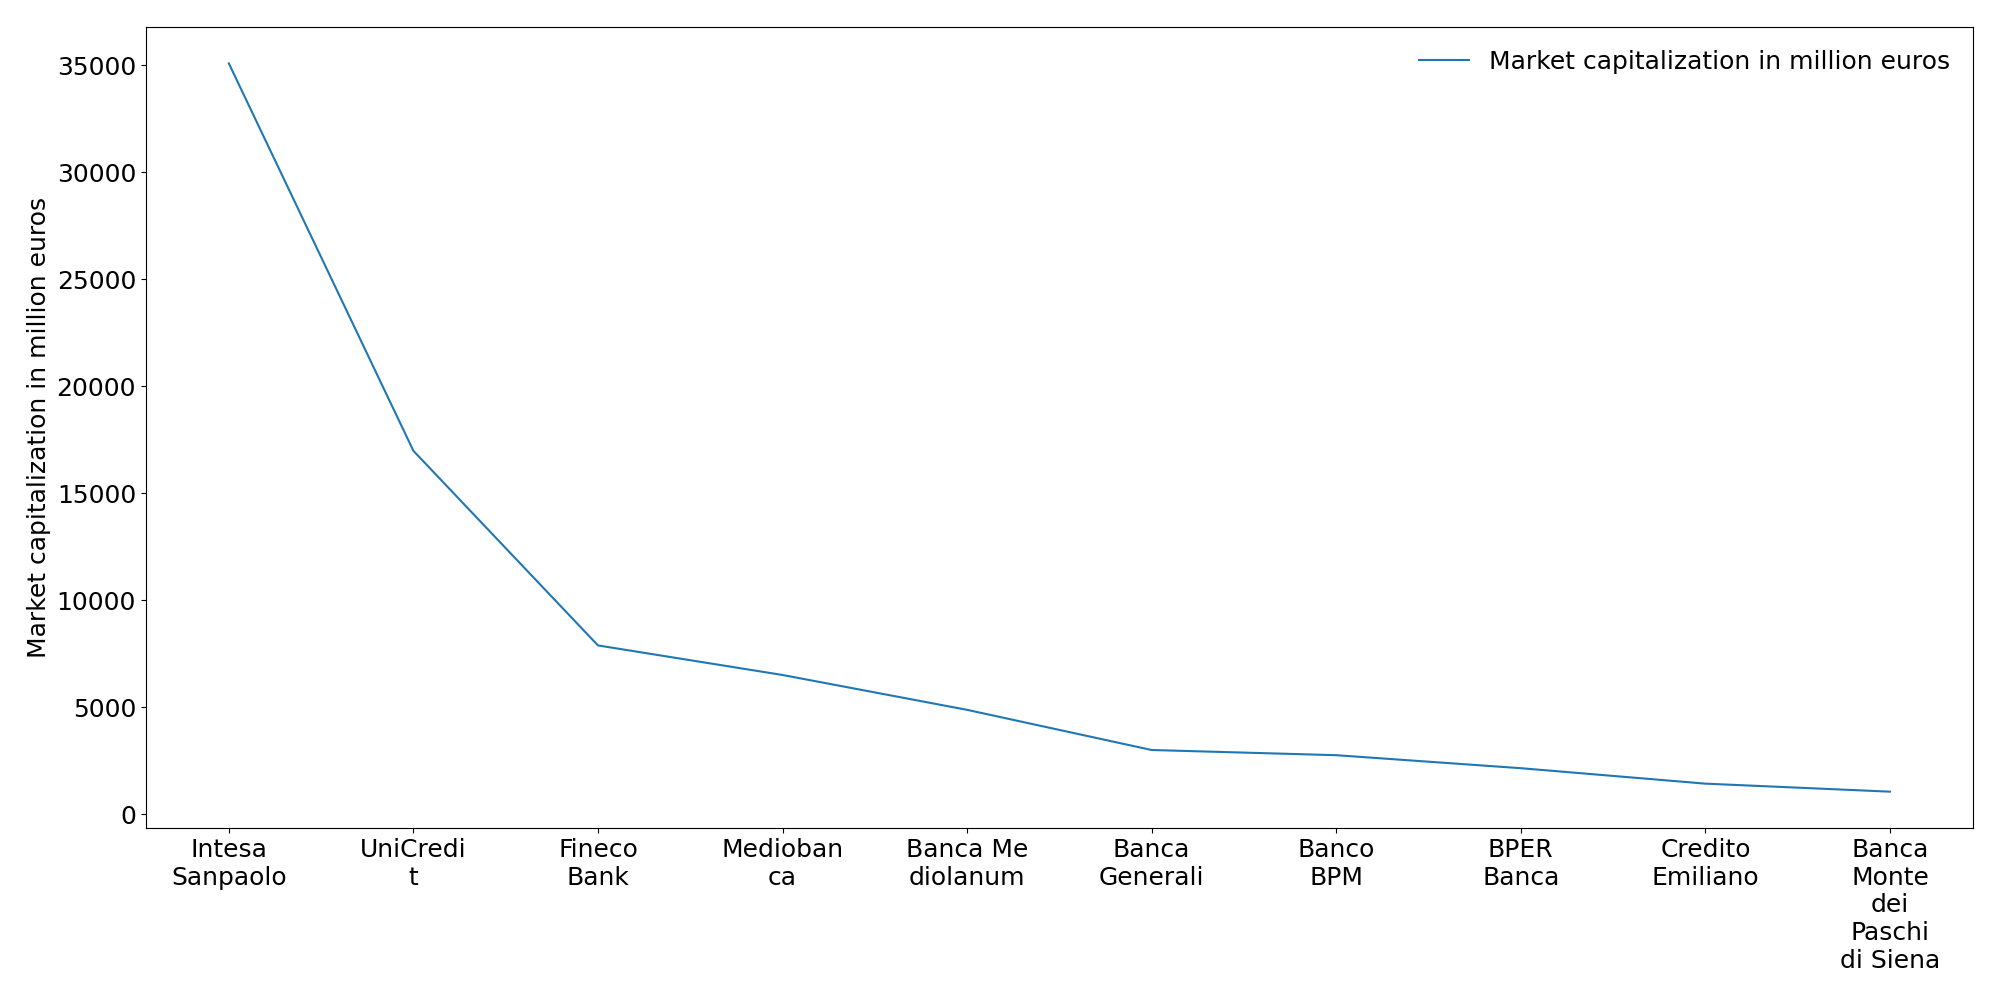 Market capitalization in million euros
35000
30000
25000
20000
15000
10000
5000
0
Market capitalization in million euros
Intesa
Sanpaolo
UniCredi
t
Fineco
Bank
Medioban
ca
Banca Me
diolanum
Banca
Generali
Banco
BPM
BPER
Banca
Credito
Emiliano
Banca
Monte
dei
Paschi
di Siena